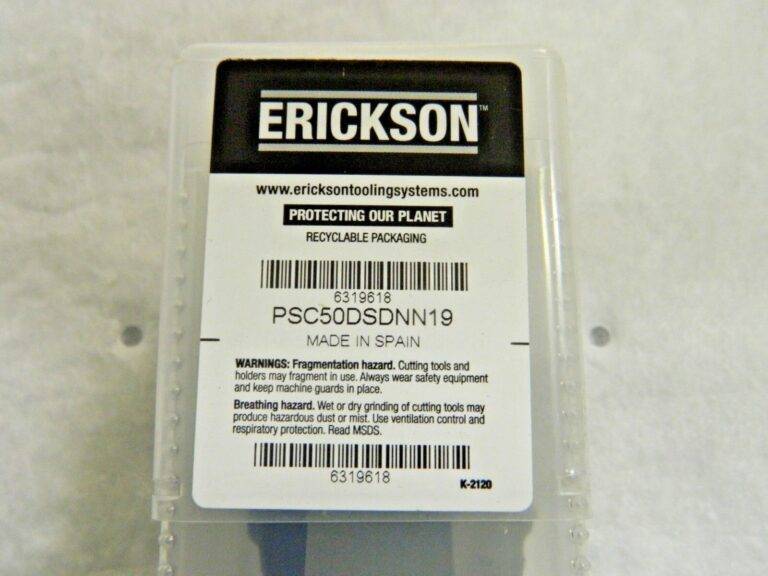 ERICKSON™
www.ericksontoolingsystems.com
PROTECTING OUR PLANET
RECYCLABLE PACKAGING
6319618
PSC50DSDNN19
MADE IN SPAIN
WARNINGS: Fragmentation hazard. Cutting tools and
holders may fragment in use. Always wear safety equipment
and keep machine guards in place.
Breathing hazard. Wet or dry grinding of cutting tools may
produce hazardous dust or mist. Use ventilation control and
respiratory protection. Read MSDS.
6319618
K-2120